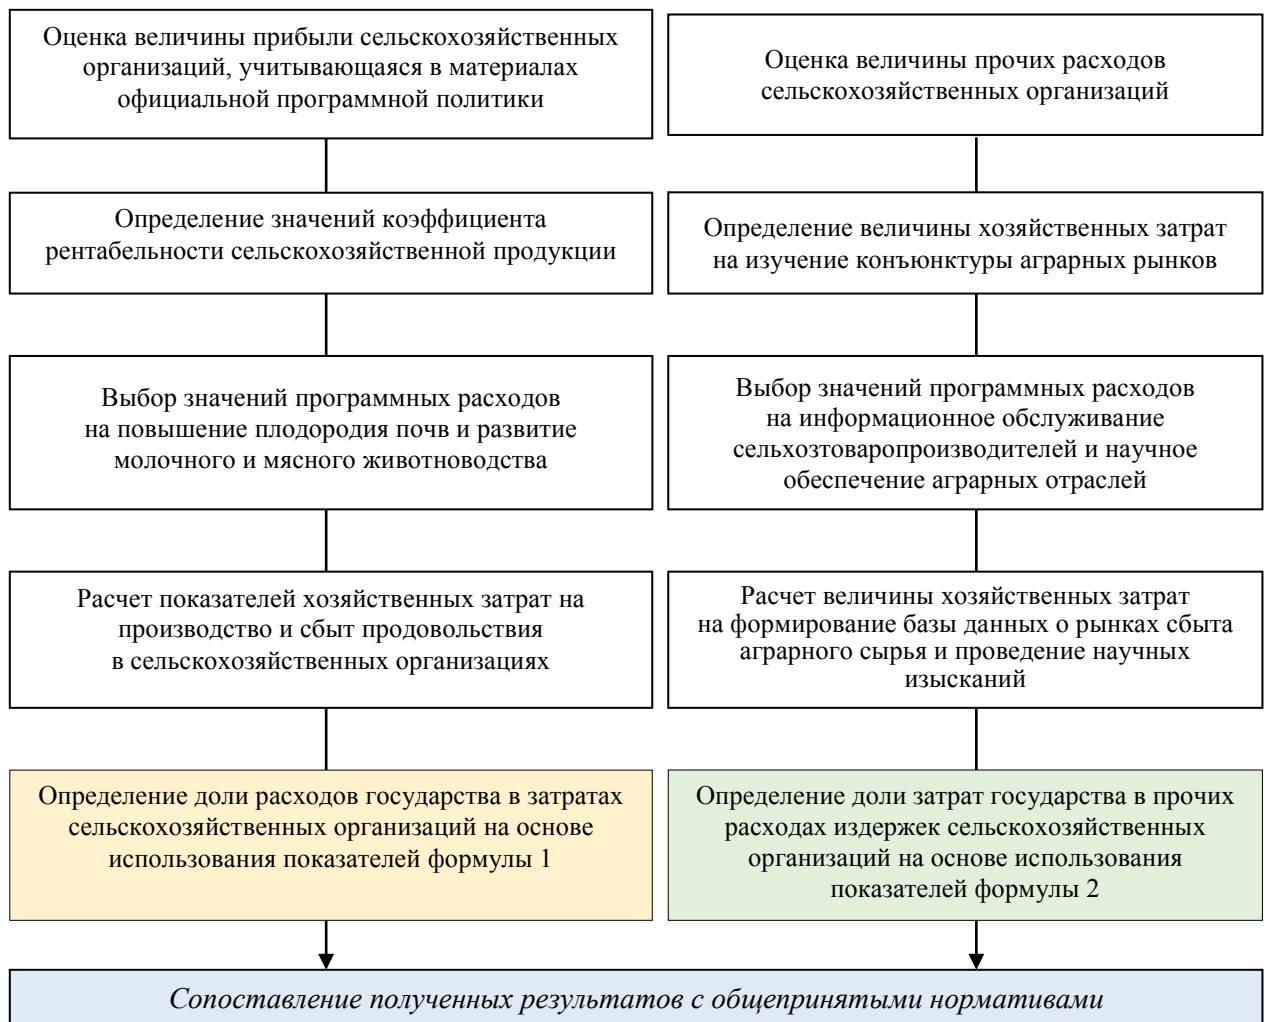 Оценка величины прибыли сельскохозяйственных
организаций, учитывающаяся в материалах
официальной программной политики
Оценка величины прочих расходов
сельскохозяйственных организаций
Определение значений коэффициента
рентабельности сельскохозяйственной продукции
Определение величины хозяйственных затрат
на изучение конъюнктуры аграрных рынков
Выбор значений программных расходов
на повышение плодородия почв и развитие
молочного и мясного животноводства
Выбор значений программных расходов
на информационное обслуживание
сельхозтоваропроизводителей и научное
обеспечение аграрных отраслей
Расчет показателей хозяйственных затрат на
производство и сбыт продовольствия
в сельскохозяйственных организациях
Расчет величины хозяйственных затрат
на формирование базы данных о рынках сбыта
аграрного сырья и проведение научных
изысканий
Определение доли расходов государства в затратах
сельскохозяйственных организаций на основе
использования показателей формулы 1
Определение доли затрат государства в прочих
расходах издержек сельскохозяйственных
организаций на основе использования
показателей формулы 2
Сопоставление полученных результатов с общепринятыми нормативами